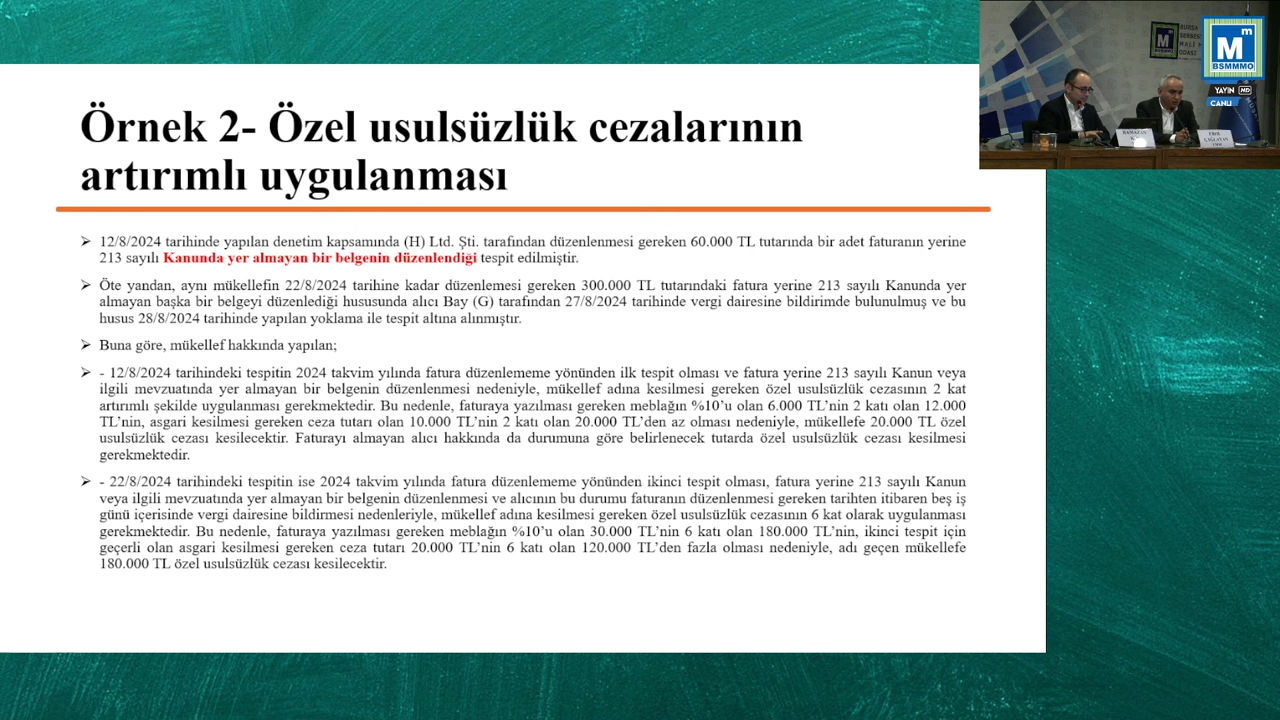 Örnek 2- Özel usulsüzlük cezalarının
artırımlı uygulanması
➢ 12/8/2024 tarihinde yapılan denetim kapsamında (H) Ltd. Şti. tarafından düzenlenmesi gereken 60.000 TL tutarında bir adet faturanın yerine
213 sayılı Kanunda yer almayan bir belgenin düzenlendiği tespit edilmiştir.
➢ Öte yandan, aynı mükellefin 22/8/2024 tarihine kadar düzenlemesi gereken 300.000 TL tutarındaki fatura yerine 213 sayılı Kanunda yer
almayan başka bir belgeyi düzenlediği hususunda alıcı Bay (G) tarafından 27/8/2024 tarihinde vergi dairesine bildirimde bulunulmuş ve bu
husus 28/8/2024 tarihinde yapılan yoklama ile tespit altına alınmıştır.
➢ Buna göre, mükellef hakkında yapılan;
➢ - 12/8/2024 tarihindeki tespitin 2024 takvim yılında fatura düzenlememe yönünden ilk tespit olması ve fatura yerine 213 sayılı Kanun veya
ilgili mevzuatında yer almayan bir belgenin düzenlenmesi nedeniyle, mükellef adına kesilmesi gereken özel usulsüzlük cezasının 2 kat
artırımlı şekilde uygulanması gerekmektedir. Bu nedenle, faturaya yazılması gereken meblağın %10’u olan 6.000 TL’nin 2 katı olan 12.000
TL’nin, asgari kesilmesi gereken ceza tutarı olan 10.000 TL’nin 2 katı olan 20.000 TL’den az olması nedeniyle, mükellefe 20.000 TL özel
usulsüzlük cezası kesilecektir. Faturayı almayan alıcı hakkında da durumuna göre belirlenecek tutarda özel usulsüzlük cezası kesilmesi
gerekmektedir.
➢ - 22/8/2024 tarihindeki tespitin ise 2024 takvim yılında fatura düzenlememe yönünden ikinci tespit olması, fatura yerine 213 sayılı Kanun
veya ilgili mevzuatında yer almayan bir belgenin düzenlenmesi ve alıcının bu durumu faturanın düzenlenmesi gereken tarihten itibaren beş iş
günü içerisinde vergi dairesine bildirmesi nedenleriyle, mükellef adına kesilmesi gereken özel usulsüzlük cezasının 6 kat olarak uygulanması
gerekmektedir. Bu nedenle, faturaya yazılması gereken meblağın %10’u olan 30.000 TL’nin 6 katı olan 180.000 TL’nin, ikinci tespit için
geçerli olan asgari kesilmesi gereken ceza tutarı 20.000 TL’nin 6 katı olan 120.000 TL’den fazla olması nedeniyle, adı geçen mükellefe
180.000 TL özel usulsüzlük cezası kesilecektir.
BURSA
SERBEST
MALİ
ODASI
Mm
BSMMMO
YAYIN HD
CANLI
RAMAZAN